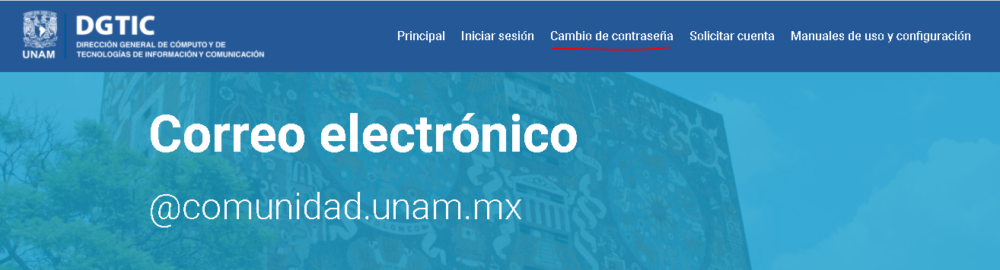 UNAM
DGTIC
DIRECCIÓN GENERAL DE CÓMPUTO Y DE
TECNOLOGÍAS DE INFORMACIÓN Y COMUNICACIÓN
Principal Iniciar sesión Cambio de contraseña Solicitar cuenta Manuales de uso y configuración
Correo electrónico
@comunidad.unam.mx